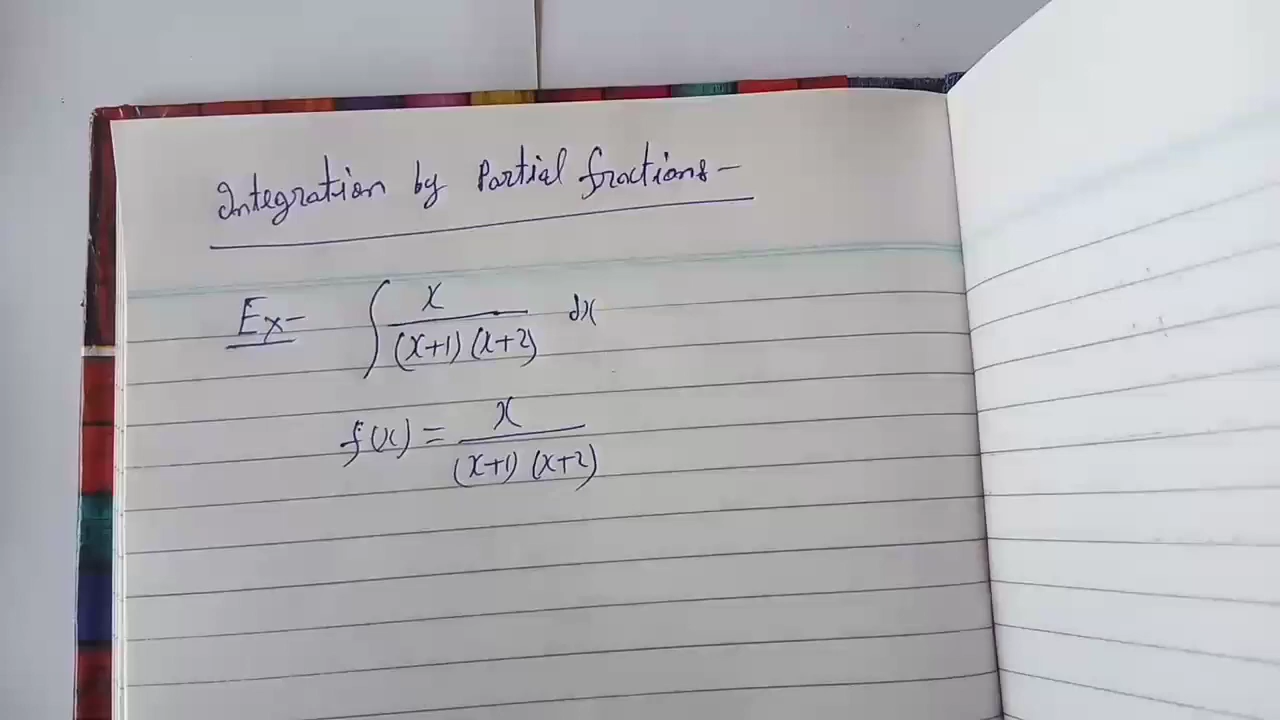 Integration by Partial fractions-
Ex- ∫ x/((x+1)(x+2)) dx
f(x) = x/((x+1)(x+2))